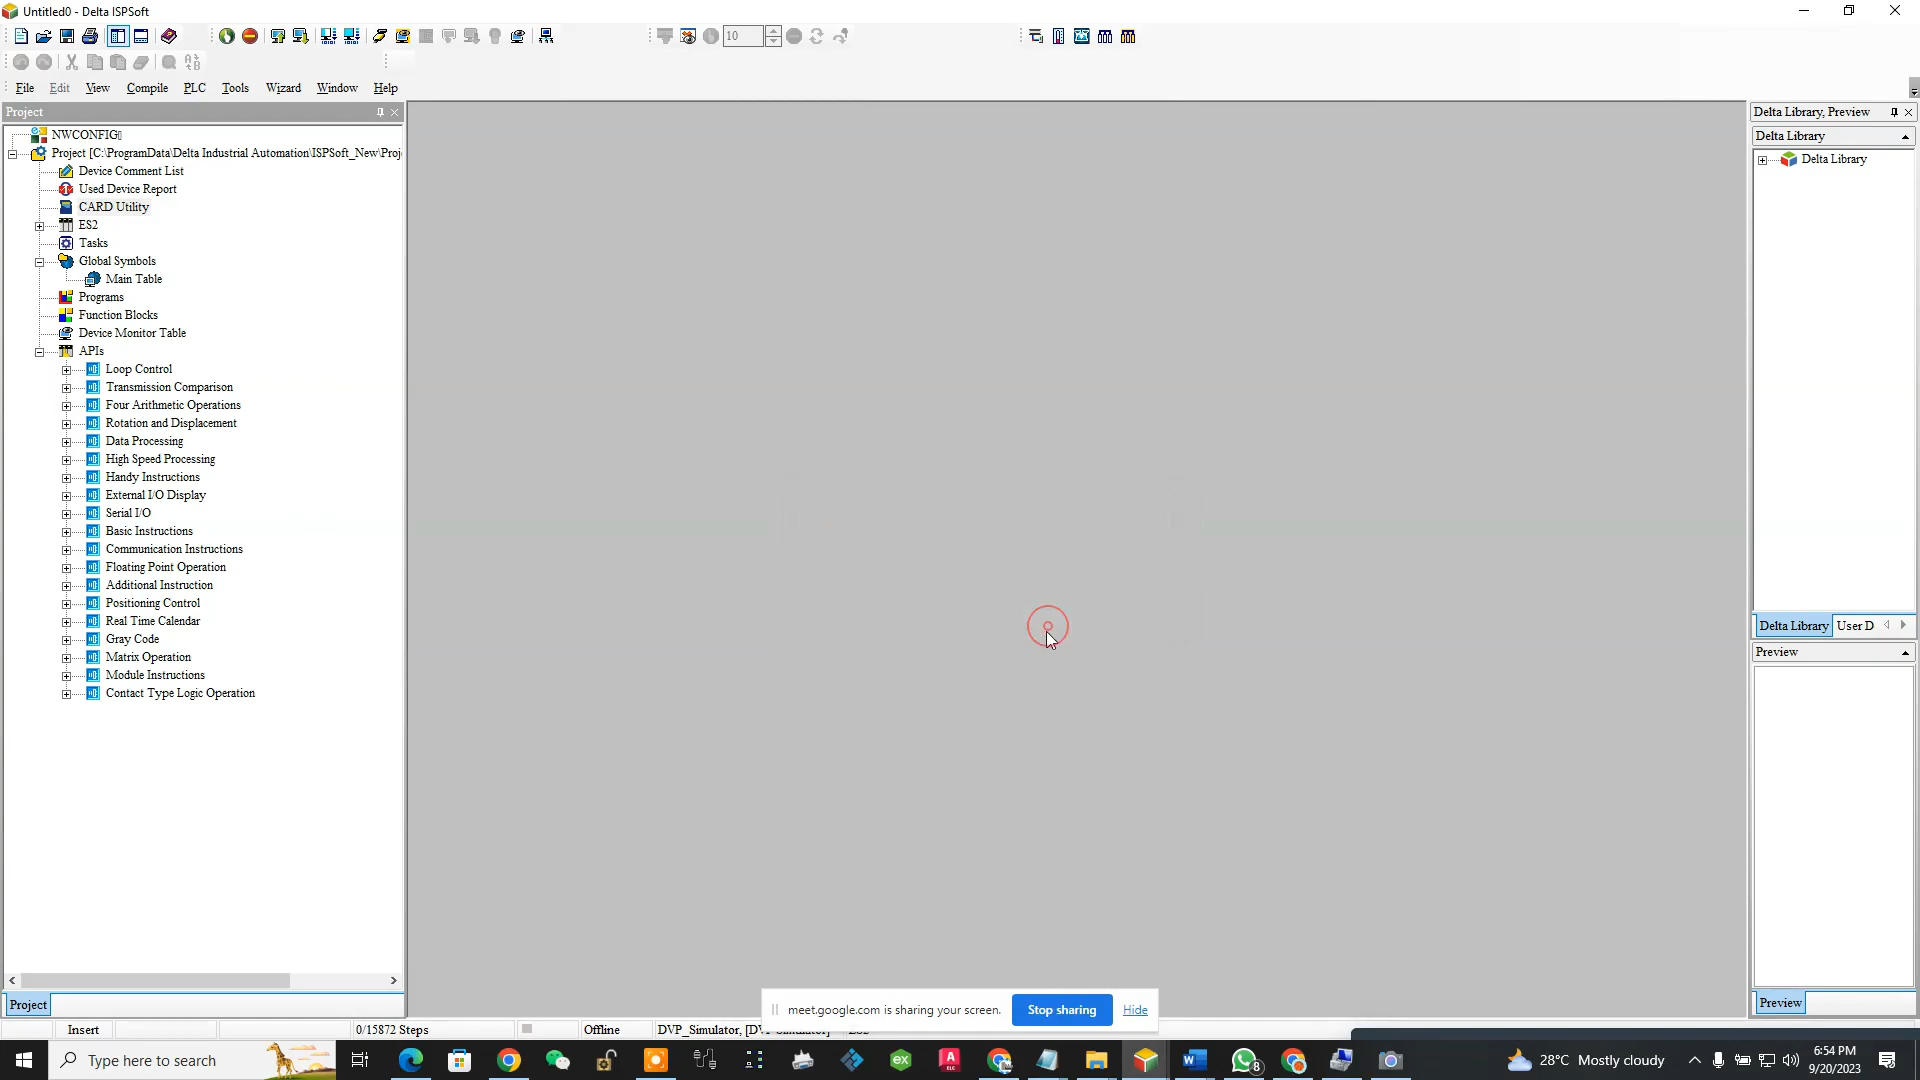 Untitled0 - Delta ISPSoft
10
File Edit View Compile PLC Tools Wizard Window Help
Project
NWCONFIG
Project [C:\ProgramData\Delta Industrial Automation\ISPSoft_New\Proj
Device Comment List
Used Device Report
CARD Utility
ES2
Tasks
Global Symbols
Main Table
Programs
Function Blocks
Device Monitor Table
APIs
Loop Control
Transmission Comparison
Four Arithmetic Operations
Rotation and Displacement
Data Processing
High Speed Processing
Handy Instructions
External I/O Display
Serial I/O
Basic Instructions
Communication Instructions
Floating Point Operation
Additional Instruction
Positioning Control
Real Time Calendar
Gray Code
Matrix Operation
Module Instructions
Contact Type Logic Operation
Project
Delta Library, Preview
Delta Library
Delta Library
Delta Library User D
Preview
Preview
meet.google.com is sharing your screen. Stop sharing Hide
Insert 0/15872 Steps Offline DVP_Simulator,
Type here to search
ex
A
ELC
8
28°C Mostly cloudy
6:54 PM
9/20/2023